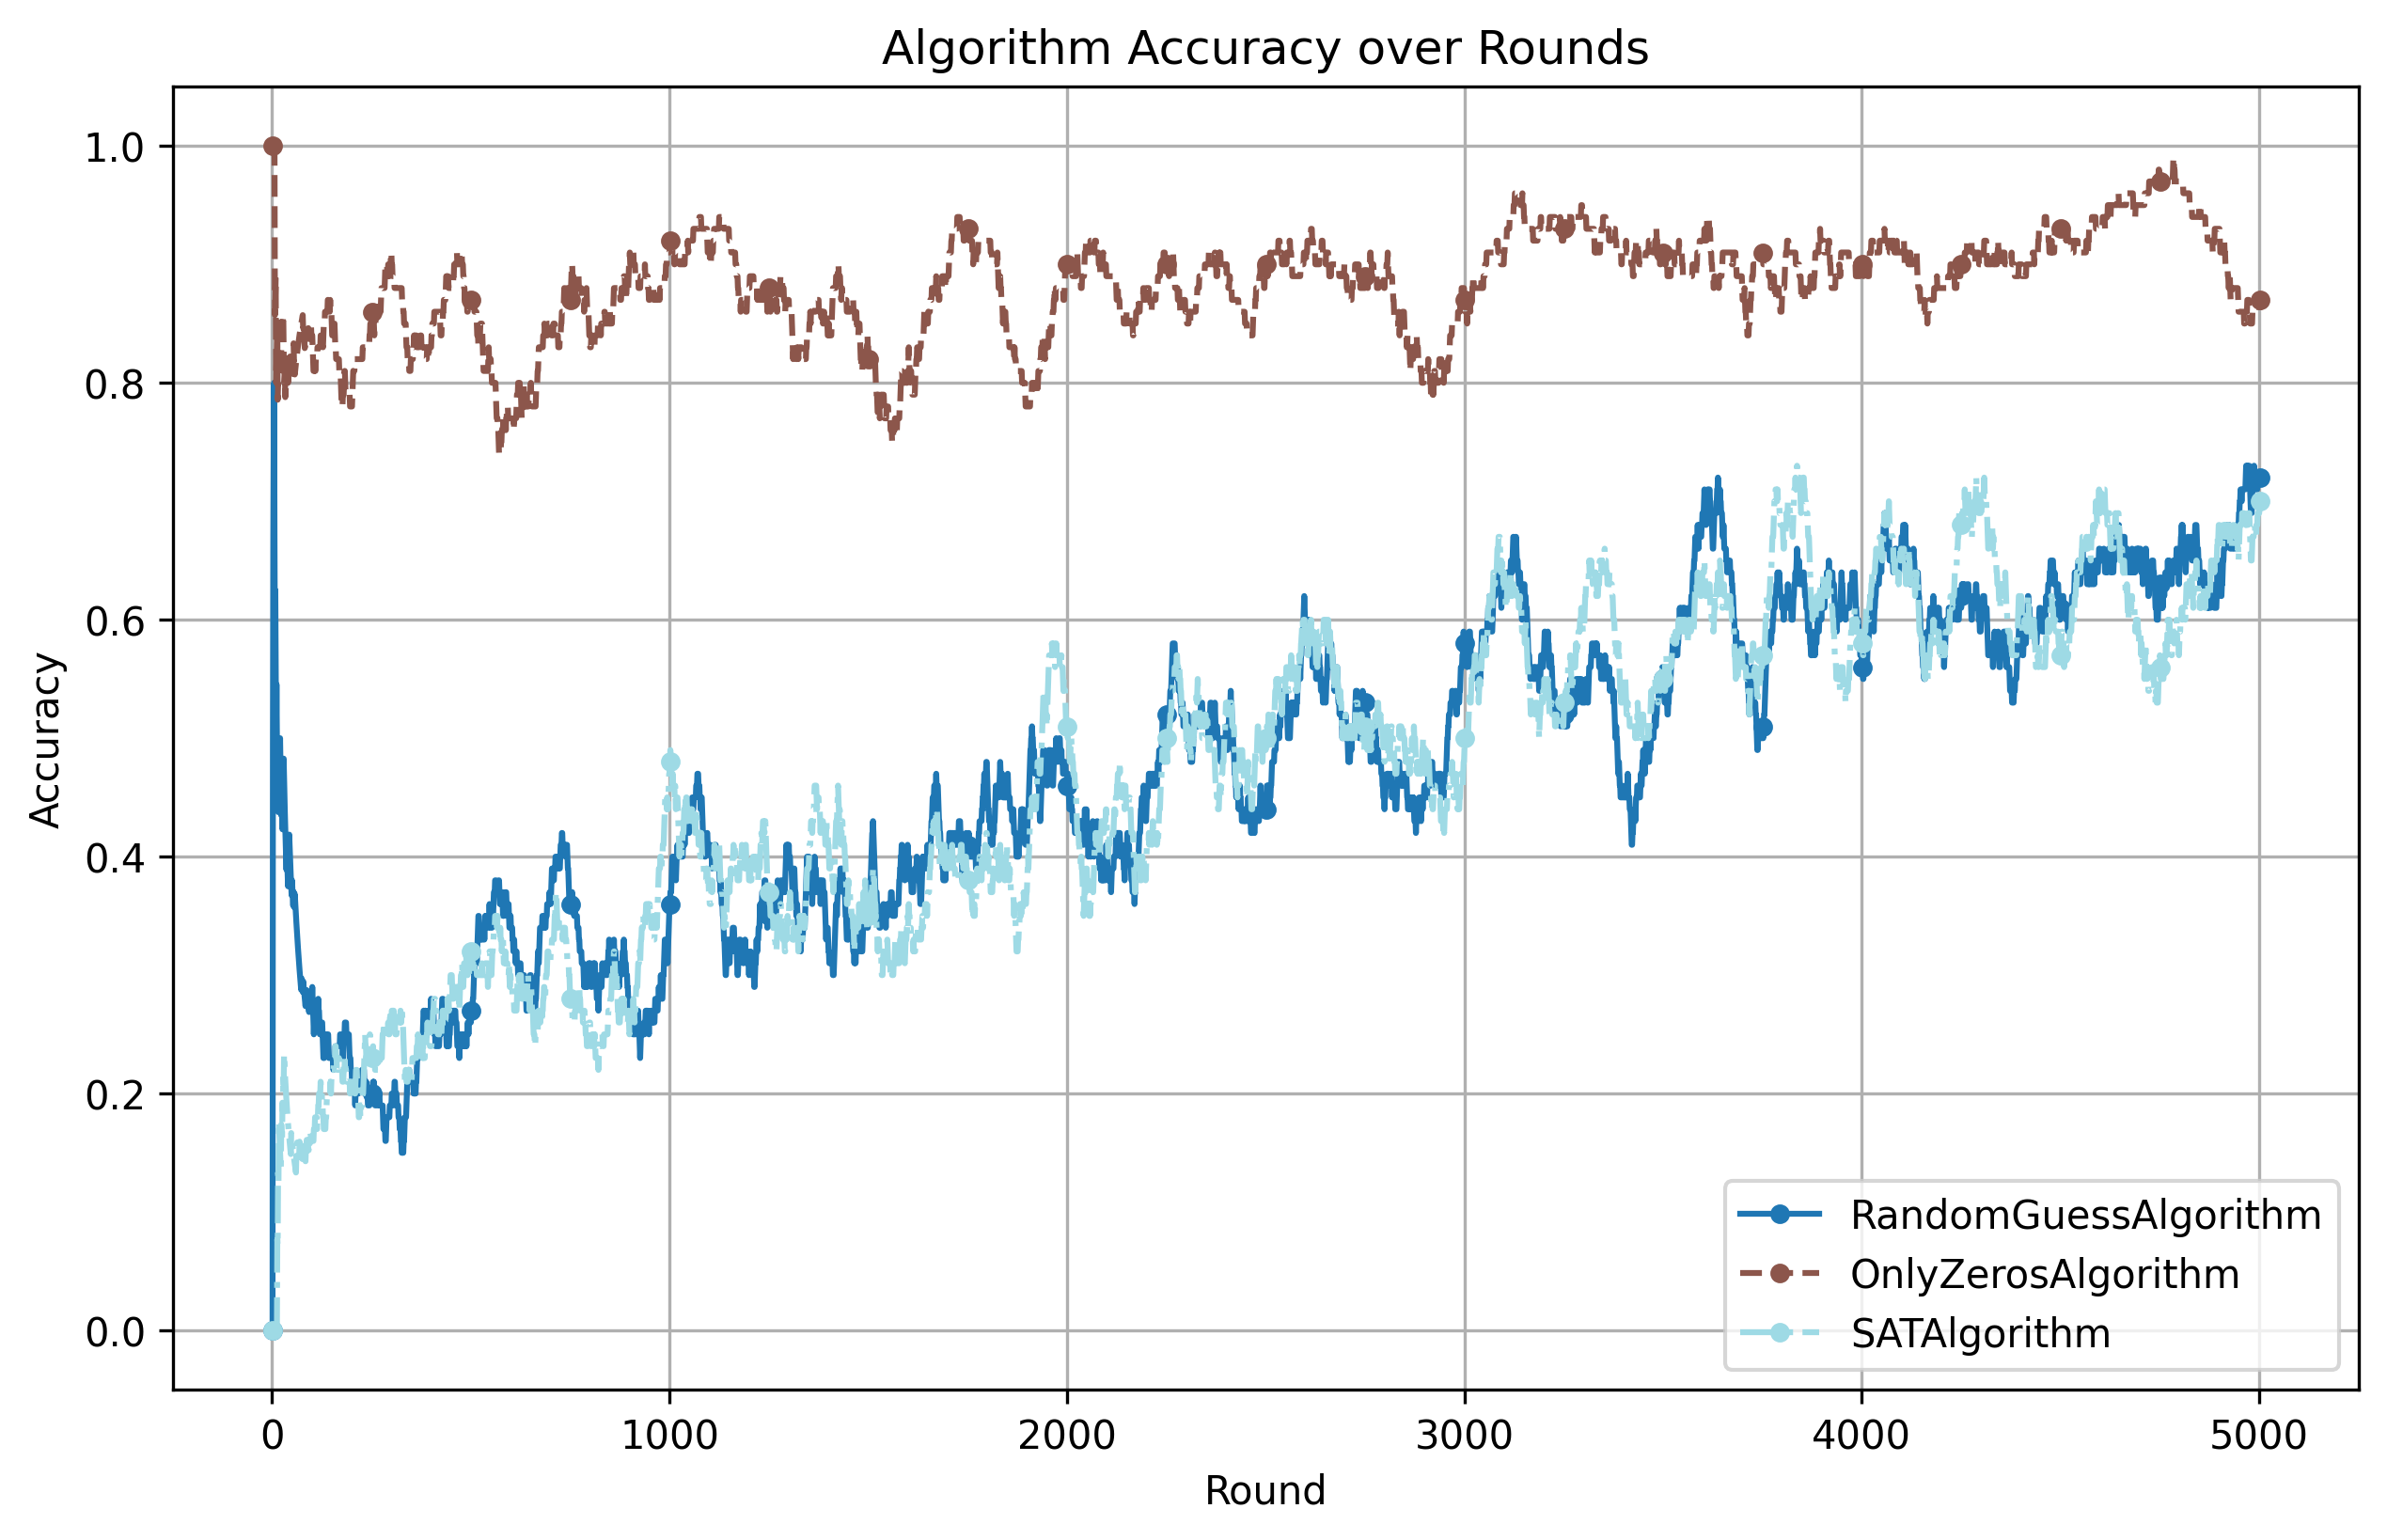 Algorithm Accuracy over Rounds
1.0
0.8
0.6
0.4
0.2
0.0
Accuracy
0 1000 2000 3000 4000 5000
Round
RandomGuessAlgorithm
OnlyZerosAlgorithm
SATAlgorithm